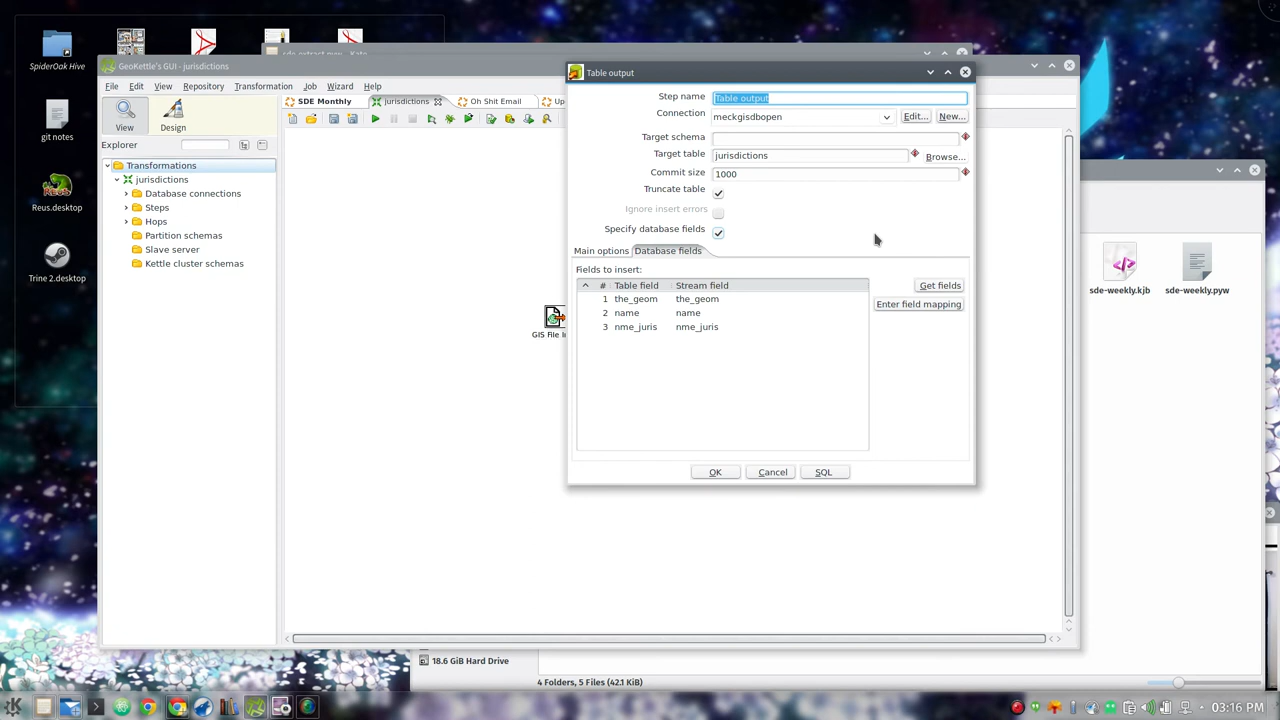 SpiderOak Hive
git notes
Reus.desktop
Trine 2.desktop
GeoKettle's GUI - jurisdictions
File Edit View Repository Transformation Job Wizard Help
View
Design
Explorer
Transformations
jurisdictions
Database connections
Steps
Hops
Partition schemas
Slave server
Kettle cluster schemas
SDE Monthly
jurisdictions
Oh Shit Email
Up
GIS File In
Table output
Step name Table output
Connection meckgisdbopen Edit... New...
Target schema
Target table jurisdictions Browse...
Commit size 1000
Truncate table
Ignore insert errors
Specify database fields
Main options Database fields
Fields to insert:
# Table field Stream field
1 the_geom the_geom
2 name name
3 nme_juris nme_juris
Get fields
Enter field mapping
OK Cancel SQL
sde-weekly.kjb
sde-weekly.pyw
18.6 GiB Hard Drive
4 Folders, 5 Files (42.1 KiB)
03:16 PM